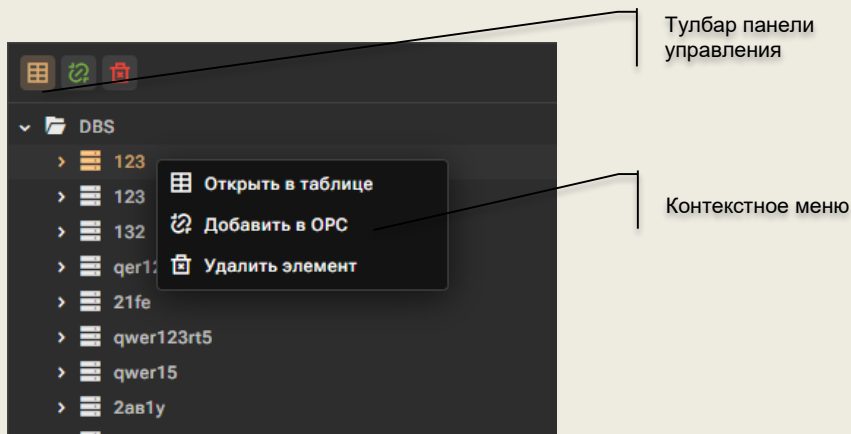 Тулбар панели
управления
DBS
123
Открыть в таблице
123
Добавить в OPC
132
Удалить элемент
21fe
qwer123rt5
qwer15
2ав1у
Контекстное меню